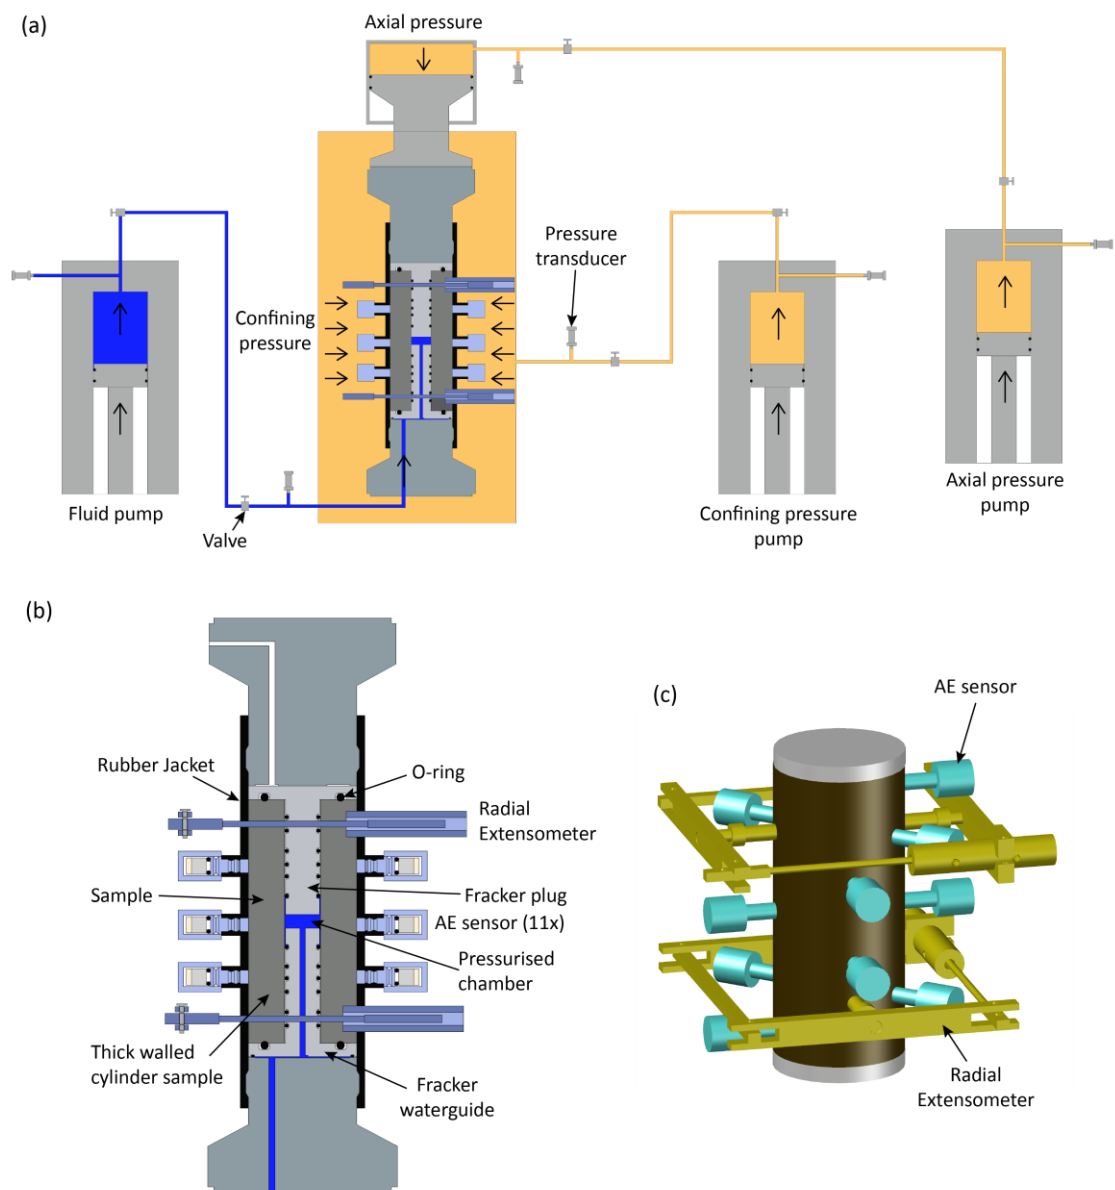 (a)
Axial pressure
Pressure
transducer
Confining
pressure
Fluid pump
Valve
Confining pressure
pump
Axial pressure
pump
(b)
Rubber Jacket
O-ring
Radial
Extensometer
Sample
Fracker plug
AE sensor (11x)
Pressurised
chamber
Thick walled
cylinder sample
Fracker
waterguide
(c)
AE sensor
Radial
Extensometer